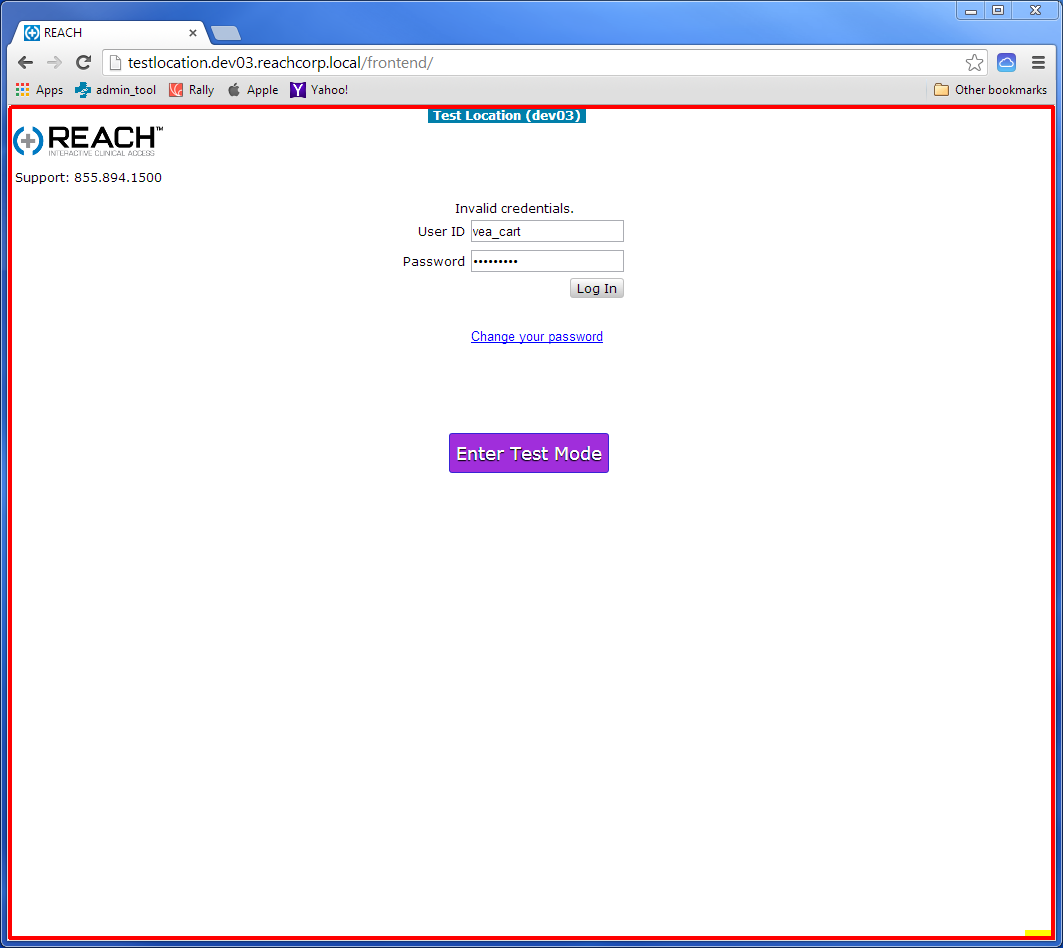 REACH
testlocation.dev03.reachcorp.local/frontend/
Apps admin_tool Rally Apple Yahoo! Other bookmarks
Test Location (dev03)
REACH™
INTERACTIVE CLINICAL ACCESS
Support: 855.894.1500
Invalid credentials.
User ID vea_cart
Password •••••••••
Log In
Change your password
Enter Test Mode